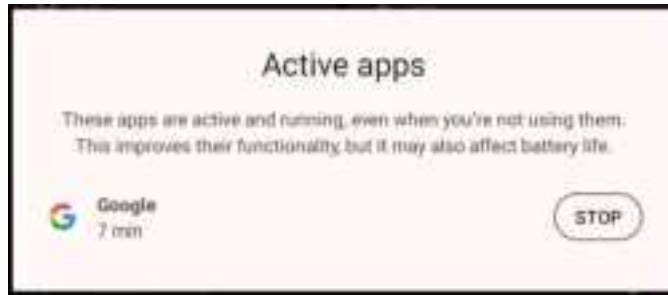 Active apps
These apps are active and running, even when you're not using them.
This improves their functionality, but it may also affect battery life.
Google
7 min
STOP